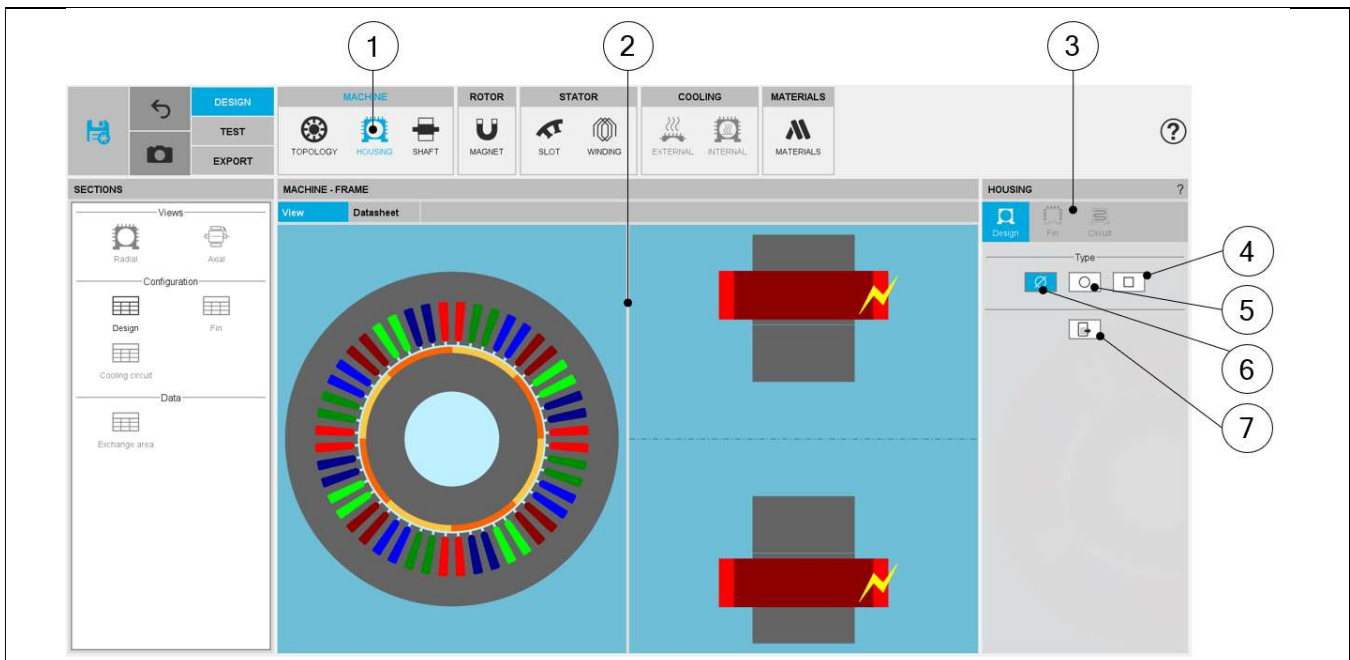 1 2 3
DESIGN MACHINE ROTOR STATOR COOLING MATERIALS
TEST
TOPOLOGY HOUSING SHAFT MAGNET SLOT WINDING EXTERNAL INTERNAL MATERIALS
EXPORT
?
SECTIONS MACHINE - FRAME HOUSING ?
Views View Datasheet
Radial Axial Design Fin Circuit
Configuration Type
4
Design Fin
5
Cooling circuit
6
Data
Exchange area
7